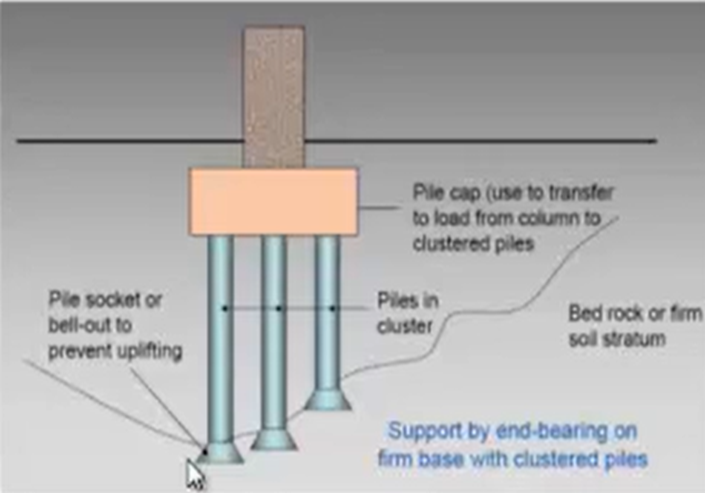 Pile cap (use to transfer
to load from column to
clustered piles
Pile socket or
bell-out to
prevent uplifting
Piles in
cluster
Bed rock or firm
soil stratum
Support by end-bearing on
firm base with clustered piles